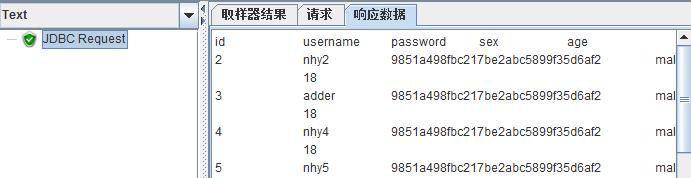 Text
JDBC Request
取样器结果 请求 响应数据
id username password sex age
2 nhy2 9851a498fbc217be2abc5899f35d6af2 mal
18
3 adder 9851a498fbc217be2abc5899f35d6af2 mal
18
4 nhy4 9851a498fbc217be2abc5899f35d6af2 mal
18
5 nhy5 9851a498fbc217be2abc5899f35d6af2 mal